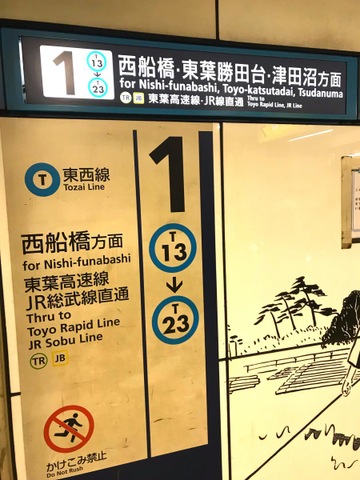 1
13
23
西船橋・東葉勝田台・津田沼方面
for Nishi-funabashi, Toyo-katsutadai, Tsudanuma
TR JB 東葉高速線・JR線直通 Thru to
Toyo Rapid Line, JR Line
T 東西線
Tozai Line
1
西船橋方面
for Nishi-funabashi
東葉高速線
JR総武線直通
Thru to
Toyo Rapid Line
JR Sobu Line
TR JB
T
13
T
23
かけこみ禁止
Do Not Rush